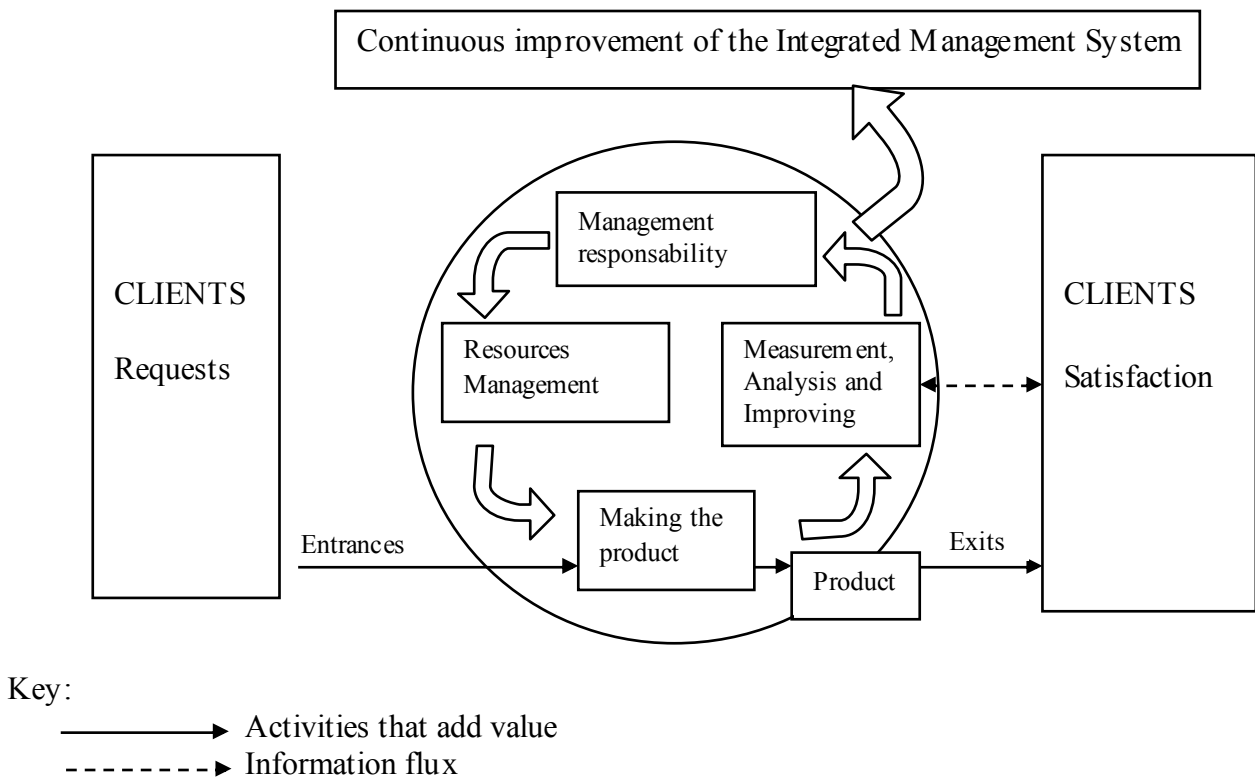 Continuous improvement of the Integrated Management System
CLIENTS
Requests
Management
responsability
Resources
Management
Measurement,
Analysis and
Improving
CLIENTS
Satisfaction
Making the
product
Entrances
Product
Exits
Key:
Activities that add value
Information flux